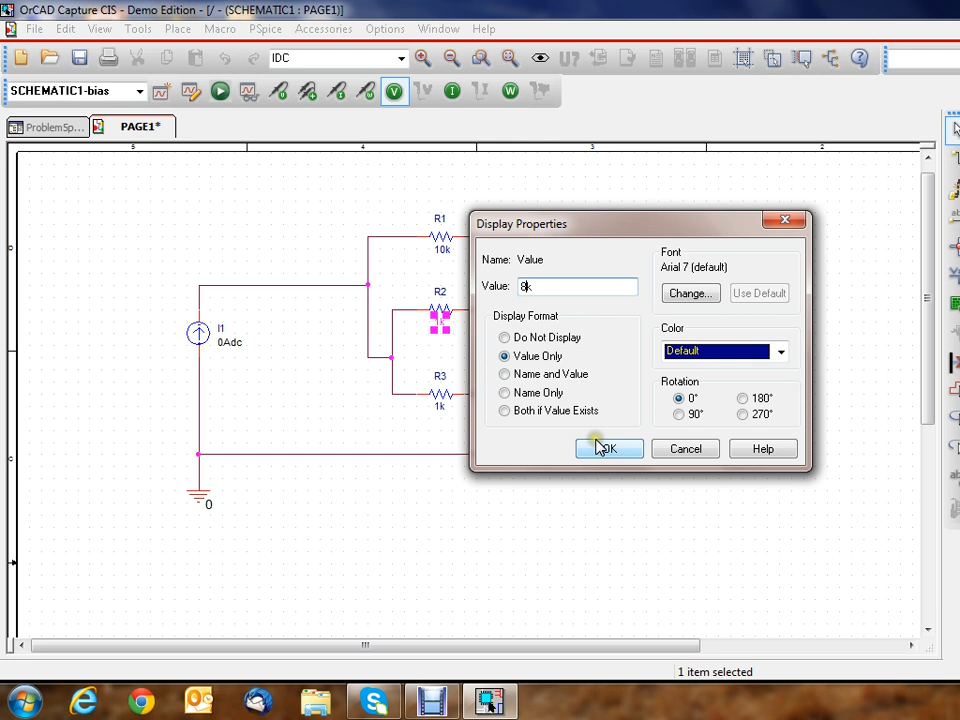 OrCAD Capture CIS - Demo Edition - [/ - (SCHEMATIC1 : PAGE1)]
File Edit View Tools Place Macro PSpice Accessories Options Window Help
IDC
U?
SCHEMATIC1-bias
V V I I W
Problem5p... PAGE1*
5 4 3 2
R1
10k
R2
R3
1k
I1
0Adc
0
Display Properties
Name: Value
Value: 8k
Font
Arial 7 (default)
Change... Use Default
Display Format
Do Not Display
Value Only
Name and Value
Name Only
Both if Value Exists
Color
Default
Rotation
0° 180°
90° 270°
OK Cancel Help
1 item selected